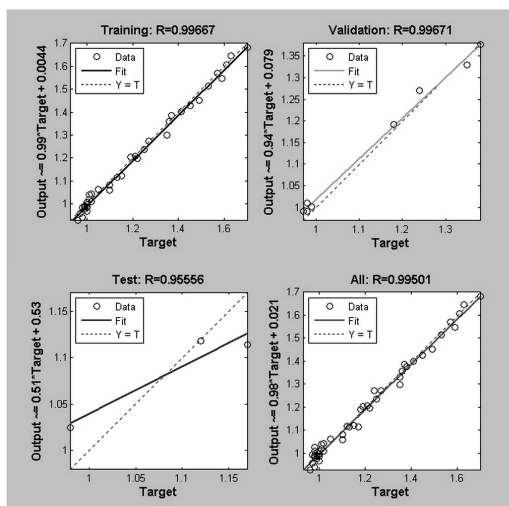 Training: R=0.99667
Output ~= 0.99*Target + 0.0044
Data
Fit
Y = T
1.7
1.6
1.5
1.4
1.3
1.2
1.1
1
1
1.2
1.4
1.6
Target
Validation: R=0.99671
Output ~= 0.94*Target + 0.079
Data
Fit
Y = T
1.35
1.3
1.25
1.2
1.15
1.1
1.05
1
1
1.1
1.2
1.3
Target
Test: R=0.95556
Output ~= 0.51*Target + 0.53
Data
Fit
Y = T
1.15
1.1
1.05
1
1
1.05
1.1
1.15
Target
All: R=0.99501
Output ~= 0.98*Target + 0.021
Data
Fit
Y = T
1.7
1.6
1.5
1.4
1.3
1.2
1.1
1
1
1.2
1.4
1.6
Target